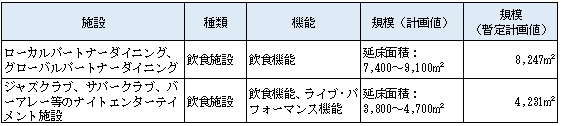 施設 種類 機能 規模（計画値） 規模
（暫定計画値）
ローカルパートナーダイニング、
グローバルパートナーダイニング
飲食施設
飲食機能
延床面積：
7,400～9,100㎡
8,247㎡
ジャズクラブ、サパークラブ、バ
ーアレー等のナイトエンターテイ
メント施設
飲食施設
飲食機能、ライブ・パ
フォーマンス機能
延床面積：
3,800～4,700㎡
4,231㎡